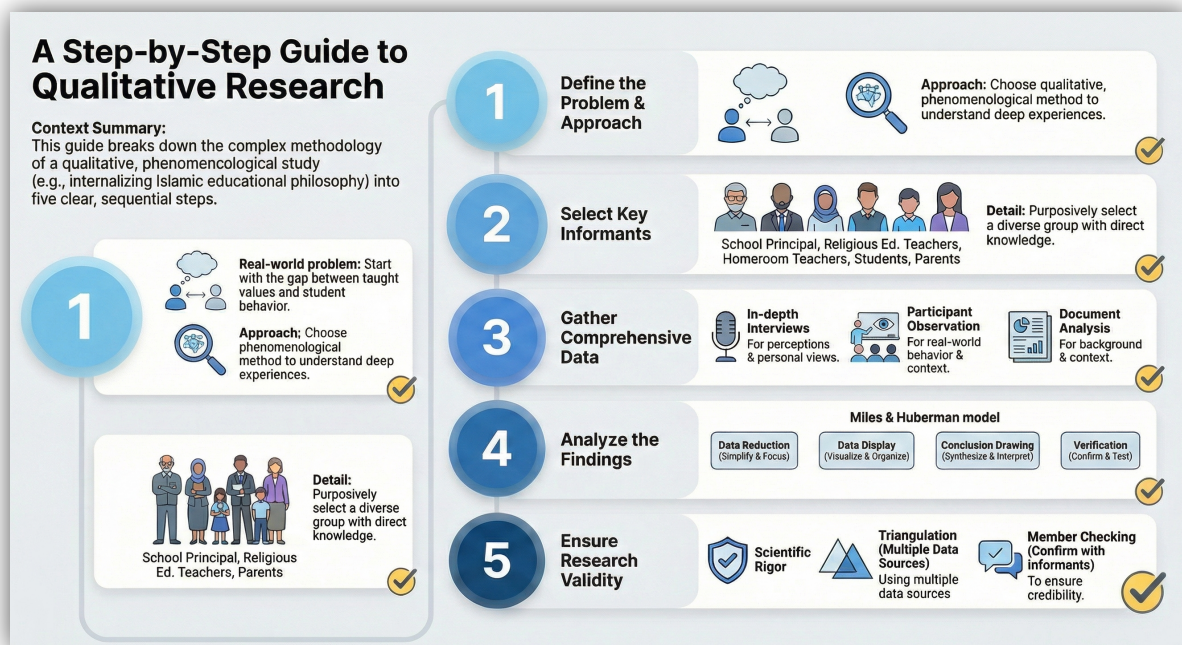 A Step-by-Step Guide to
Qualitative Research
Context Summary:
This guide breaks down the complex methodology
of a qualitative, phenomencological study
(e.g., internalizing Islamic educational philosophy) into
five clear, sequential steps.
1
Real-world problem: Start
with the gap between taught
values and student
behavior.
Approach; Choose
phenomenological
method to understand deep
experiences.
Detail:
Purposively
select a diverse
group with direct
knowledge.
School Principal, Religious
Ed. Teachers, Parents
1
Define the
Problem &
Approach
Approach: Choose qualitative,
phenomenological method to
understand deep experiences.
2
Select Key
Informants
School Principal, Religious Ed. Teachers,
Homeroom Teachers, Students, Parents
Detail: Purposively select
a diverse group with direct
knowledge.
3
Gather
Comprehensive
Data
In-depth
Interviews
For perceptions
& personal views.
Participant
Observation
For real-world
behavior &
context.
Document
Analysis
For background
& context.
4
Analyze the
Findings
Miles & Huberman model
Data Reduction
(Simplify & Focus)
Data Display
(Visualize & Organize)
Conclusion Drawing
(Synthesize & Interpret)
Verification
(Confirm & Test)
5
Ensure
Research
Validity
Scientific
Rigor
Triangulation
(Multiple Data
Sources)
Using multiple
data sources
Member Checking
(Confirm with
informants)
To ensure
credibility.